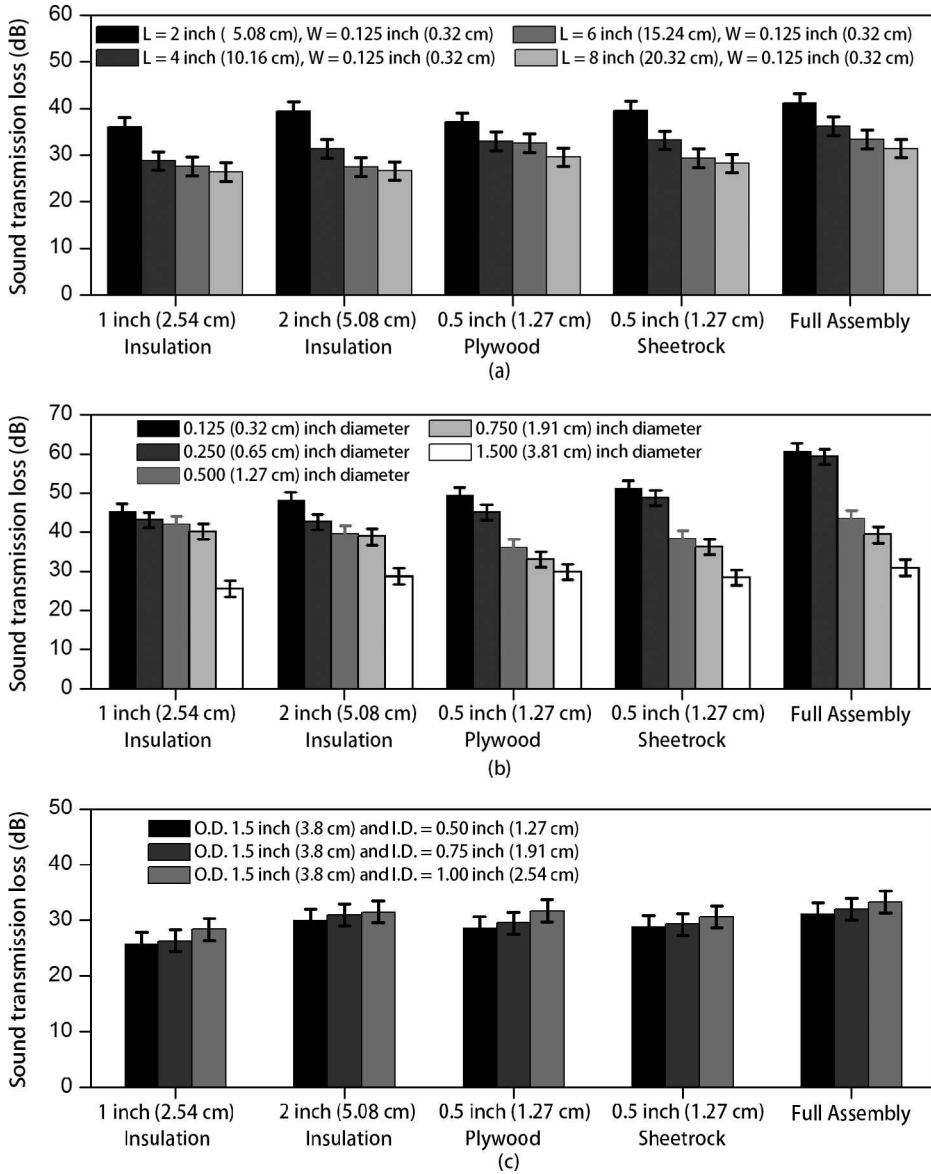 Sound transmission loss (dB)
60
50
40
30
20
10
0
L = 2 inch ( 5.08 cm), W = 0.125 inch (0.32 cm)
L = 4 inch (10.16 cm), W = 0.125 inch (0.32 cm)
L = 6 inch (15.24 cm), W = 0.125 inch (0.32 cm)
L = 8 inch (20.32 cm), W = 0.125 inch (0.32 cm)
1 inch (2.54 cm)
Insulation
2 inch (5.08 cm)
Insulation
0.5 inch (1.27 cm)
Plywood
0.5 inch (1.27 cm)
Sheetrock
Full Assembly
(a)
Sound transmission loss (dB)
70
60
50
40
30
20
10
0
0.125 (0.32 cm) inch diameter
0.250 (0.65 cm) inch diameter
0.500 (1.27 cm) inch diameter
0.750 (1.91 cm) inch diameter
1.500 (3.81 cm) inch diameter
1 inch (2.54 cm)
Insulation
2 inch (5.08 cm)
Insulation
0.5 inch (1.27 cm)
Plywood
0.5 inch (1.27 cm)
Sheetrock
Full Assembly
(b)
Sound transmission loss (dB)
50
40
30
20
10
0
O.D. 1.5 inch (3.8 cm) and I.D. = 0.50 inch (1.27 cm)
O.D. 1.5 inch (3.8 cm) and I.D. = 0.75 inch (1.91 cm)
O.D. 1.5 inch (3.8 cm) and I.D. = 1.00 inch (2.54 cm)
1 inch (2.54 cm)
Insulation
2 inch (5.08 cm)
Insulation
0.5 inch (1.27 cm)
Plywood
0.5 inch (1.27 cm)
Sheetrock
Full Assembly
(c)